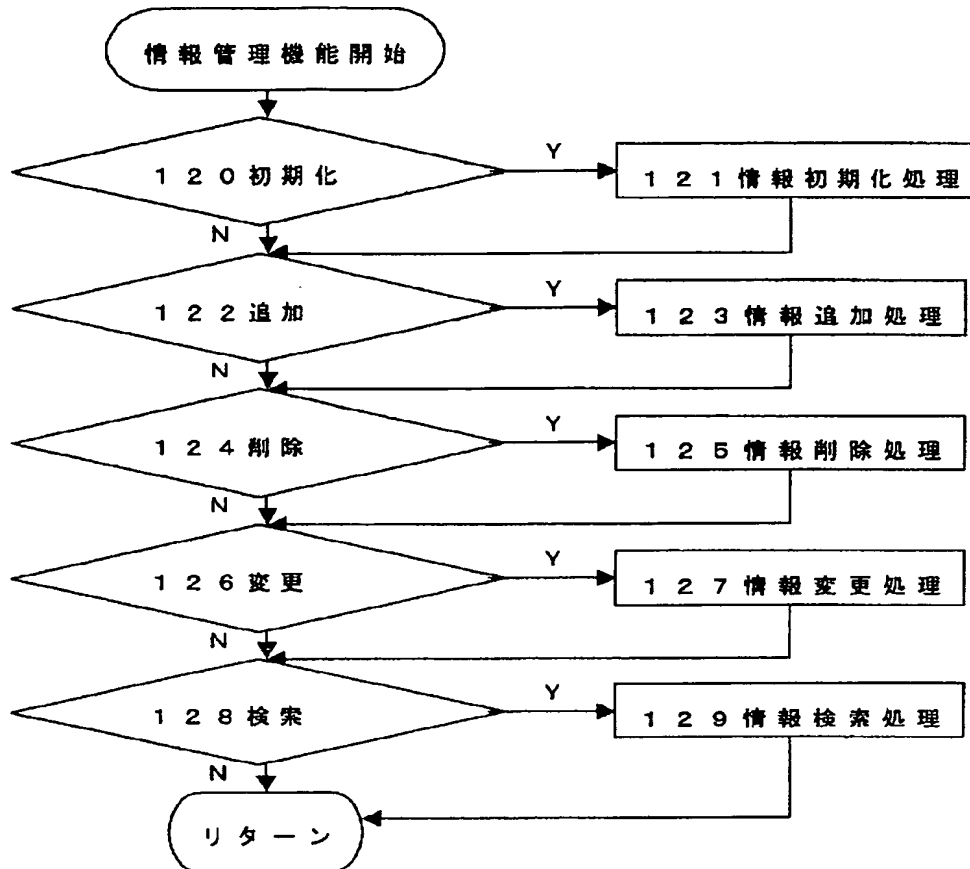 情報管理機能開始
120初期化
Y
121情報初期化処理
N
122追加
Y
123情報追加処理
N
124削除
Y
125情報削除処理
N
126変更
Y
127情報変更処理
N
128検索
Y
129情報検索処理
N
リターン